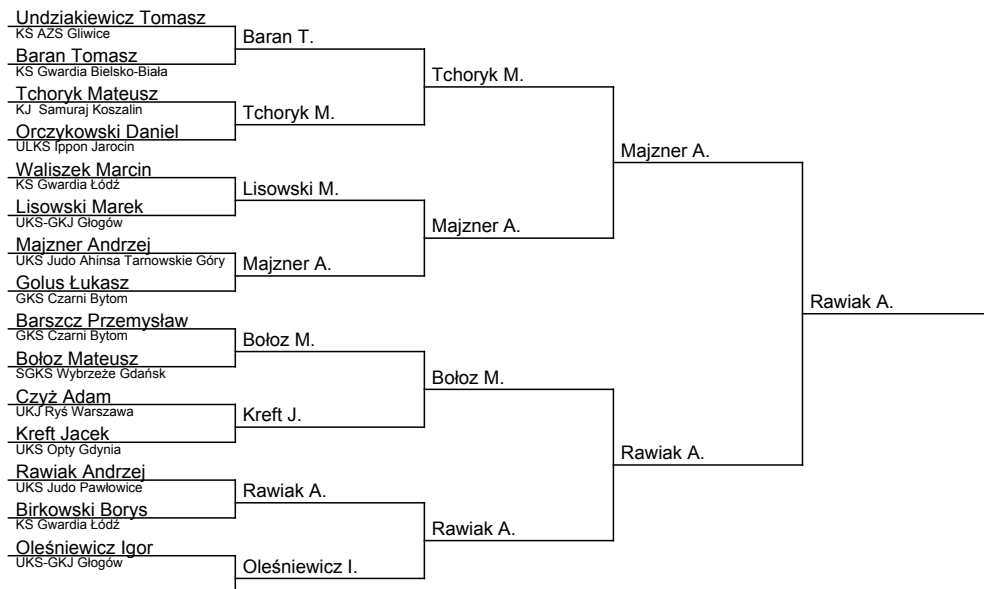 Undziakiewicz Tomasz
KS AZS Gliwice
Baran Tomasz
KS Gwardia Bielsko-Biała
Tchoryk Mateusz
KJ Samuraj Koszalin
Orczykowski Daniel
ULKS Ippon Jarocin
Waliszek Marcin
KS Gwardia Łódź
Lisowski Marek
UKS-GKJ Głogów
Majzner Andrzej
UKS Judo Ahinsa Tarnowskie Góry
Golus Łukasz
GKS Czarni Bytom
Barszcz Przemysław
GKS Czarni Bytom
Bołoz Mateusz
SGKS Wybrzeże Gdańsk
Czyż Adam
UKJ Ryś Warszawa
Kreft Jacek
UKS Opty Gdynia
Rawiak Andrzej
UKS Judo Pawłowice
Birkowski Borys
KS Gwardia Łódź
Oleśniewicz Igor
UKS-GKJ Głogów
Baran T.
Tchoryk M.
Lisowski M.
Majzner A.
Bołoz M.
Kreft J.
Rawiak A.
Oleśniewicz I.
Tchoryk M.
Majzner A.
Bołoz M.
Rawiak A.
Majzner A.
Rawiak A.
Rawiak A.